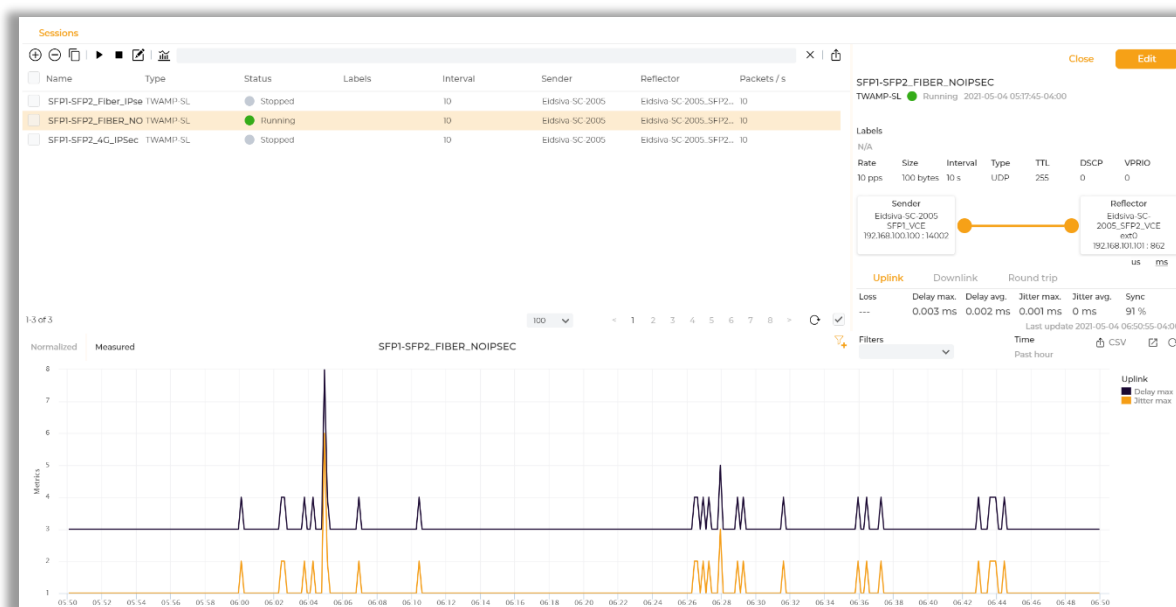 Sessions
Close Edit
Name Type Status Labels Interval Sender Reflector Packets / s
SFP1-SFP2_Fiber_IPse TWAMP-SL Stopped 10 Eidsiva-SC-2005 Eidsiva-SC-2005_SFP2... 10
SFP1-SFP2_FIBER_NO TWAMP-SL Running 10 Eidsiva-SC-2005 Eidsiva-SC-2005_SFP2... 10
SFP1-SFP2_4G_IPSec TWAMP-SL Stopped 10 Eidsiva-SC-2005 Eidsiva-SC-2005_SFP2... 10
SFP1-SFP2_FIBER_NOIPSEC
TWAMP-SL Running 2021-05-04 05:17:45-04:00
Labels
N/A
Rate Size Interval Type TTL DSCP VPRIO
10 pps 100 bytes 10 s UDP 255 0 0
Sender
Eidsiva-SC-2005
SFP1_VCE
192.168.100.100 : 14002
Reflector
Eidsiva-SC-
2005_SFP2_VCE
ext0
192.168.101.101 : 862
us ms
Uplink Downlink Round trip
Loss Delay max. Delay avg. Jitter max. Jitter avg. Sync
--- 0.003 ms 0.002 ms 0.001 ms 0 ms 91 %
Last update 2021-05-04 06:50:55-04:00
1-3 of 3 100 < 1 2 3 4 5 6 7 8 >
Normalized Measured SFP1-SFP2_FIBER_NOIPSEC
Filters Time CSV
Past hour
Uplink
Delay max
Jitter max
Metrics
8
7
6
5
4
3
2
1
05:50 05:52 05:54 05:56 05:58 06:00 06:02 06:04 06:06 06:08 06:10 06:12 06:14 06:16 06:18 06:20 06:22 06:24 06:26 06:28 06:30 06:32 06:34 06:36 06:38 06:40 06:42 06:44 06:46 06:48 06:50